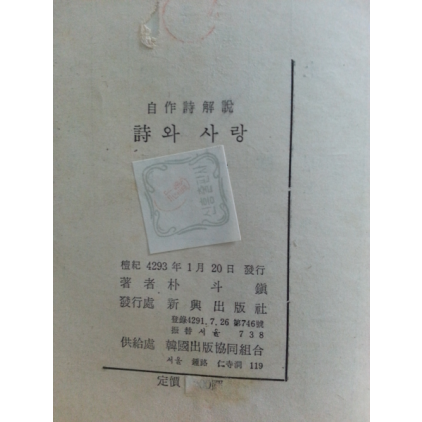 自作詩解說
詩와 사랑
檀紀 4293 年 1 月 20 日 發行
著者 朴斗鎭
發行處 新興出版社
登錄4291.7.26 第746號
振替서울 738
供給處 韓國出版協同組合
서울 鍾路 仁寺洞 119
定價